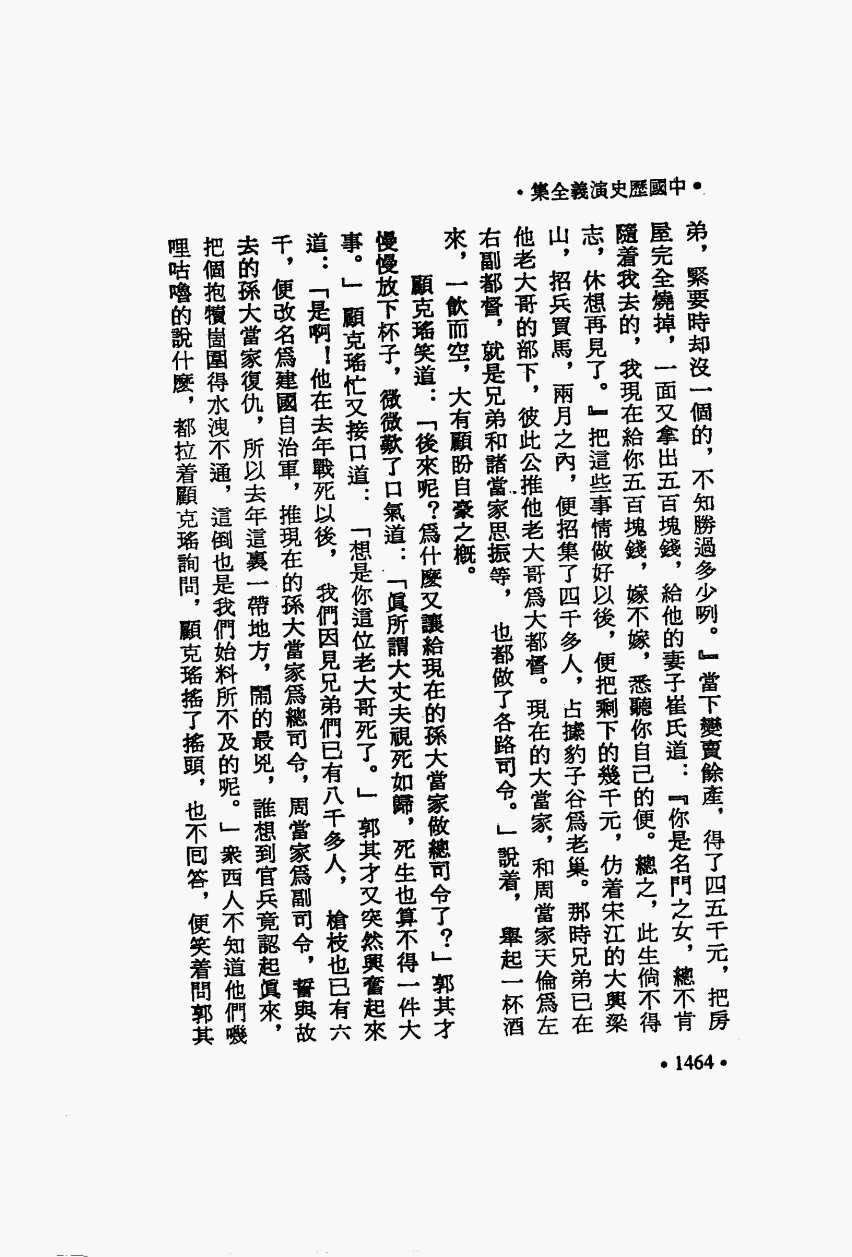 •中國歷史演義全集•
弟，緊要時却沒一個的，不知勝過多少咧。』當下變賣餘產，得了四五千元，把房
屋完全燒掉，一面又拿出五百塊錢，給他的妻子崔氏道：『你是名門之女，總不肯
隨着我去的，我現在給你五百塊錢，嫁不嫁，悉聽你自己的便。總之，此生倘不得
志，休想再見了。』把這些事情做好以後，便把剩下的幾千元，仿着宋江的大興梁
山，招兵買馬，兩月之內，便招集了四千多人，占據豹子谷爲老巢。那時兄弟已在
他老大哥的部下，彼此公推他老大哥爲大都督。現在的大當家，和周當家天倫爲左
右副都督，就是兄弟和諸當家思振等，也都做了各路司令。」說着，舉起一杯酒
來，一飲而空，大有顧盼自豪之概。
顧克瑤笑道：「後來呢？爲什麼又讓給現在的孫大當家做總司令了？」郭其才
慢慢放下杯子，微微歎了口氣道：「眞所謂大丈夫視死如歸，死生也算不得一件大
事。」顧克瑤忙又接口道：「想是你這位老大哥死了。」郭其才又突然興奮起來
道：「是啊！他在去年戰死以後，我們因見兄弟們已有八千多人，槍枝也已有六
千，便改名爲建國自治軍，推現在的孫大當家爲總司令，周當家爲副司令，誓與故
去的孫大當家復仇，所以去年這裏一帶地方，鬧的最兇，誰想到官兵竟認起眞來，
把個抱犢崮圍得水洩不通，這倒也是我們始料所不及的呢。」衆西人不知道他們嘰
哩咕嚕的說什麼，都拉着顧克瑤詢問，顧克瑤搖了搖頭，也不回答，便笑着問郭其
•1464•